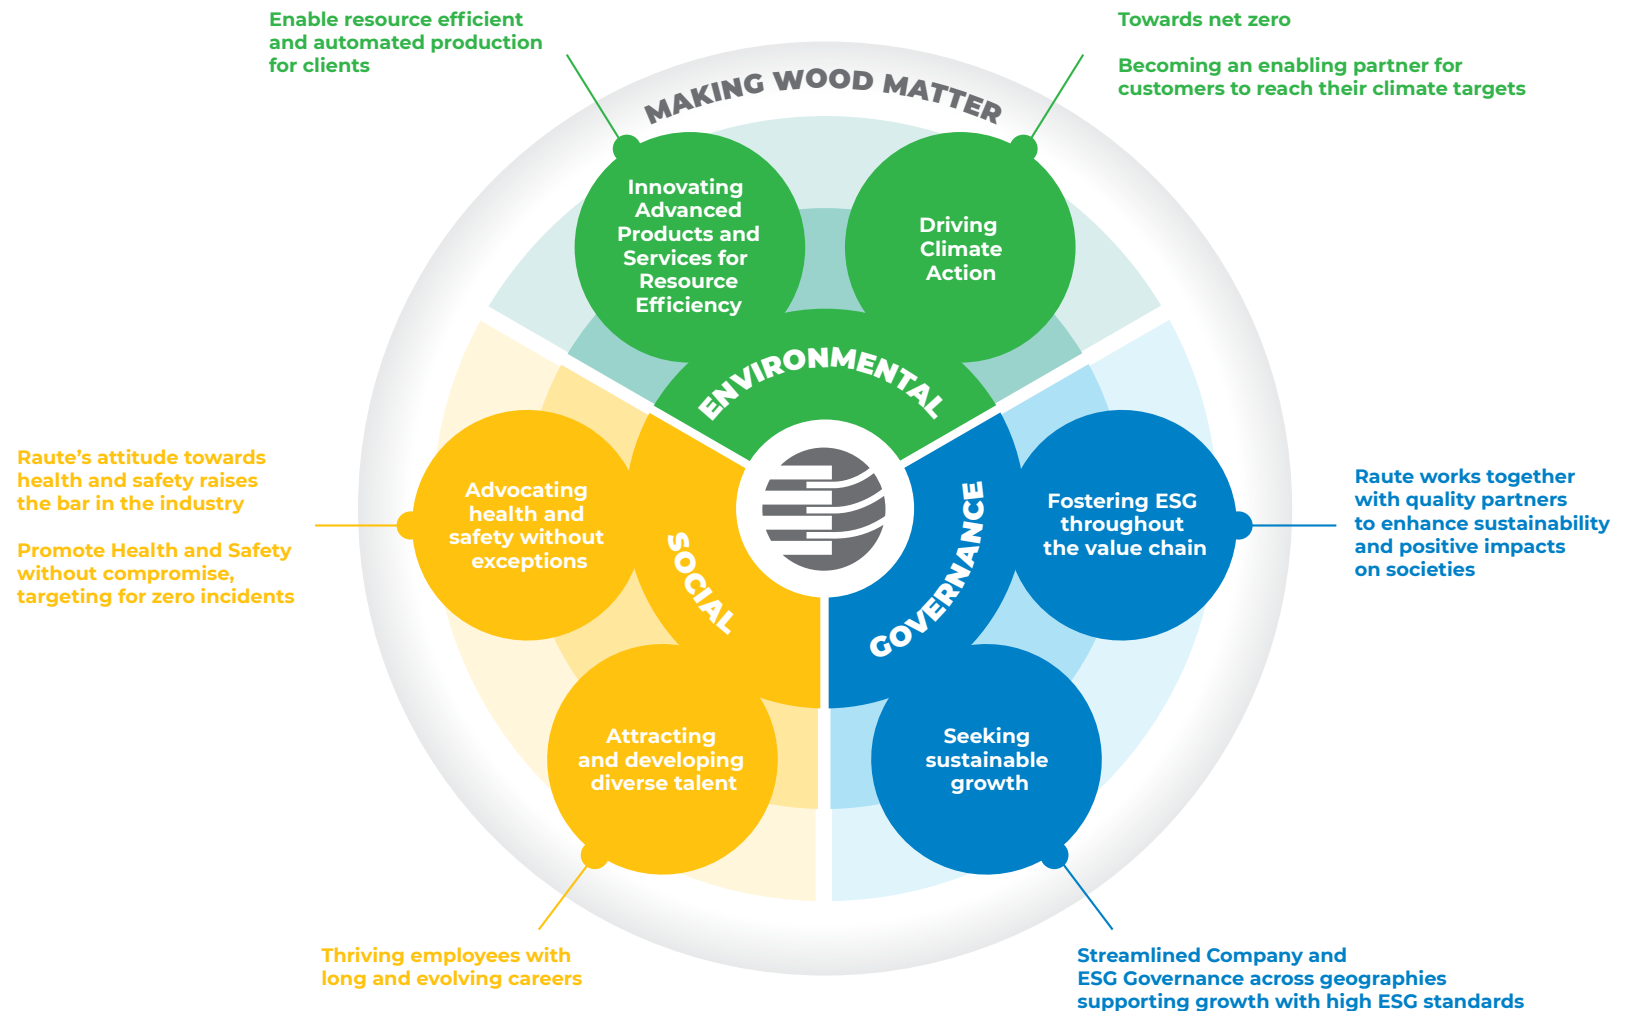 Enable resource efficient
and automated production
for clients
Towards net zero
Becoming an enabling partner for
customers to reach their climate targets
MAKING WOOD MATTER
Innovating
Advanced
Products and
Services for
Resource
Efficiency
Driving
Climate
Action
ENVIRONMENTAL
Raute’s attitude towards
health and safety raises
the bar in the industry
Promote Health and Safety
without compromise,
targeting for zero incidents
Advocating
health and
safety without
exceptions
SOCIAL
GOVERNANCE
Fostering ESG
throughout
the value chain
Raute works together
with quality partners
to enhance sustainability
and positive impacts
on societies
Attracting
and developing
diverse talent
Seeking
sustainable
growth
Thriving employees with
long and evolving careers
Streamlined Company and
ESG Governance across geographies
supporting growth with high ESG standards